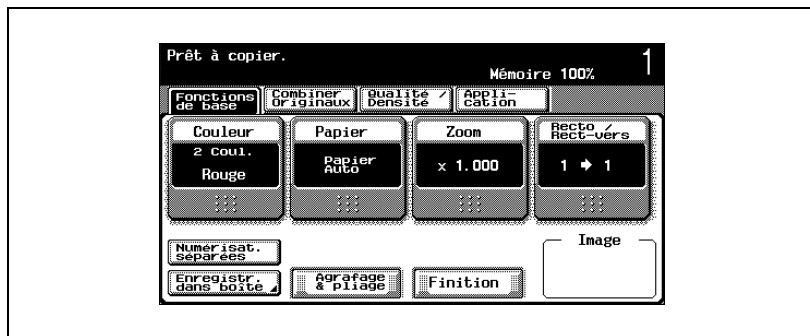 Prêt à copier.
1
Mémoire 100%
Fonctions
de base
Combiner
Originaux
Qualité /
Densité
Appli-
cation
Couleur
2 Coul.
Rouge
Papier
Papier
Auto
Zoom
x 1.000
Recto /
Rect-vers
1 ➔ 1
Numérisat.
séparées
Enregistr.
dans boîte
Agrafage
& pliage
Finition
Image